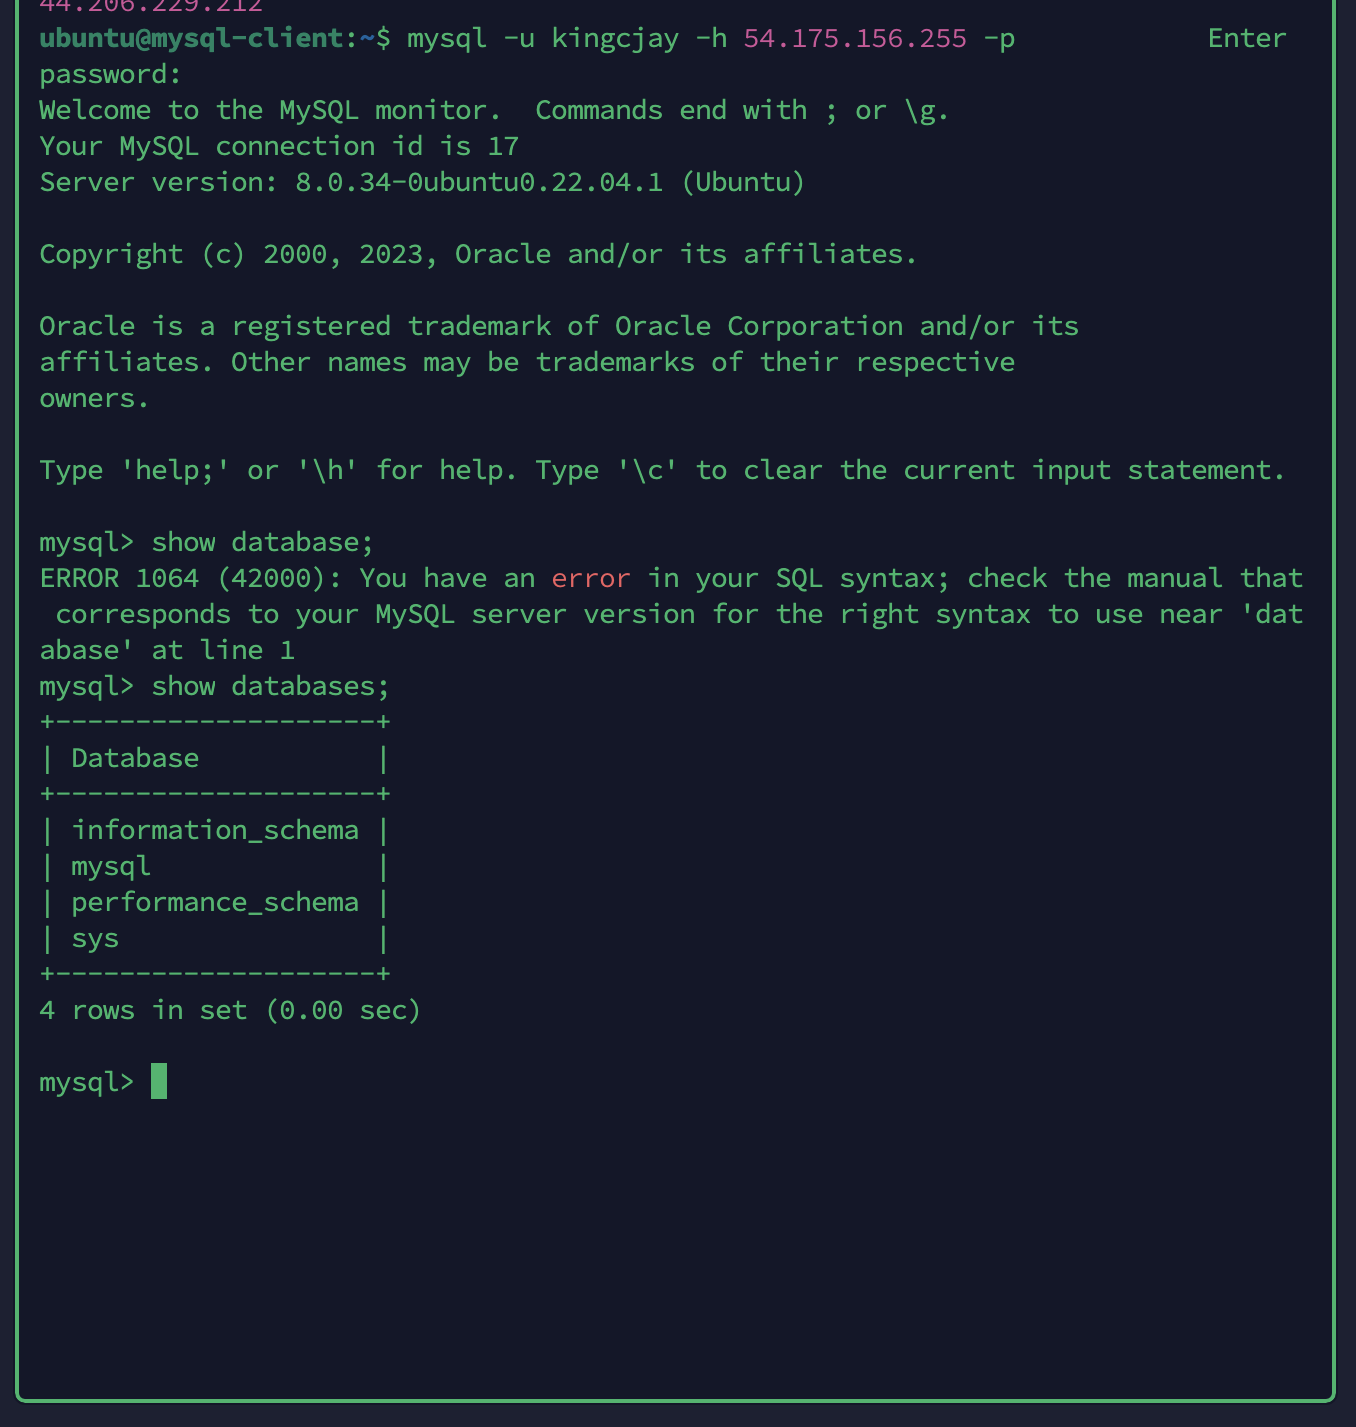 44.206.229.212
ubuntu@mysql-client:~$ mysql -u kingcjay -h 54.175.156.255 -p            Enter
password:
Welcome to the MySQL monitor.  Commands end with ; or \g.
Your MySQL connection id is 17
Server version: 8.0.34-0ubuntu0.22.04.1 (Ubuntu)

Copyright (c) 2000, 2023, Oracle and/or its affiliates.

Oracle is a registered trademark of Oracle Corporation and/or its
affiliates. Other names may be trademarks of their respective
owners.

Type 'help;' or '\h' for help. Type '\c' to clear the current input statement.

mysql> show database;
ERROR 1064 (42000): You have an error in your SQL syntax; check the manual that
 corresponds to your MySQL server version for the right syntax to use near 'dat
abase' at line 1
mysql> show databases;
+--------------------+
| Database           |
+--------------------+
| information_schema |
| mysql              |
| performance_schema |
| sys                |
+--------------------+
4 rows in set (0.00 sec)

mysql>